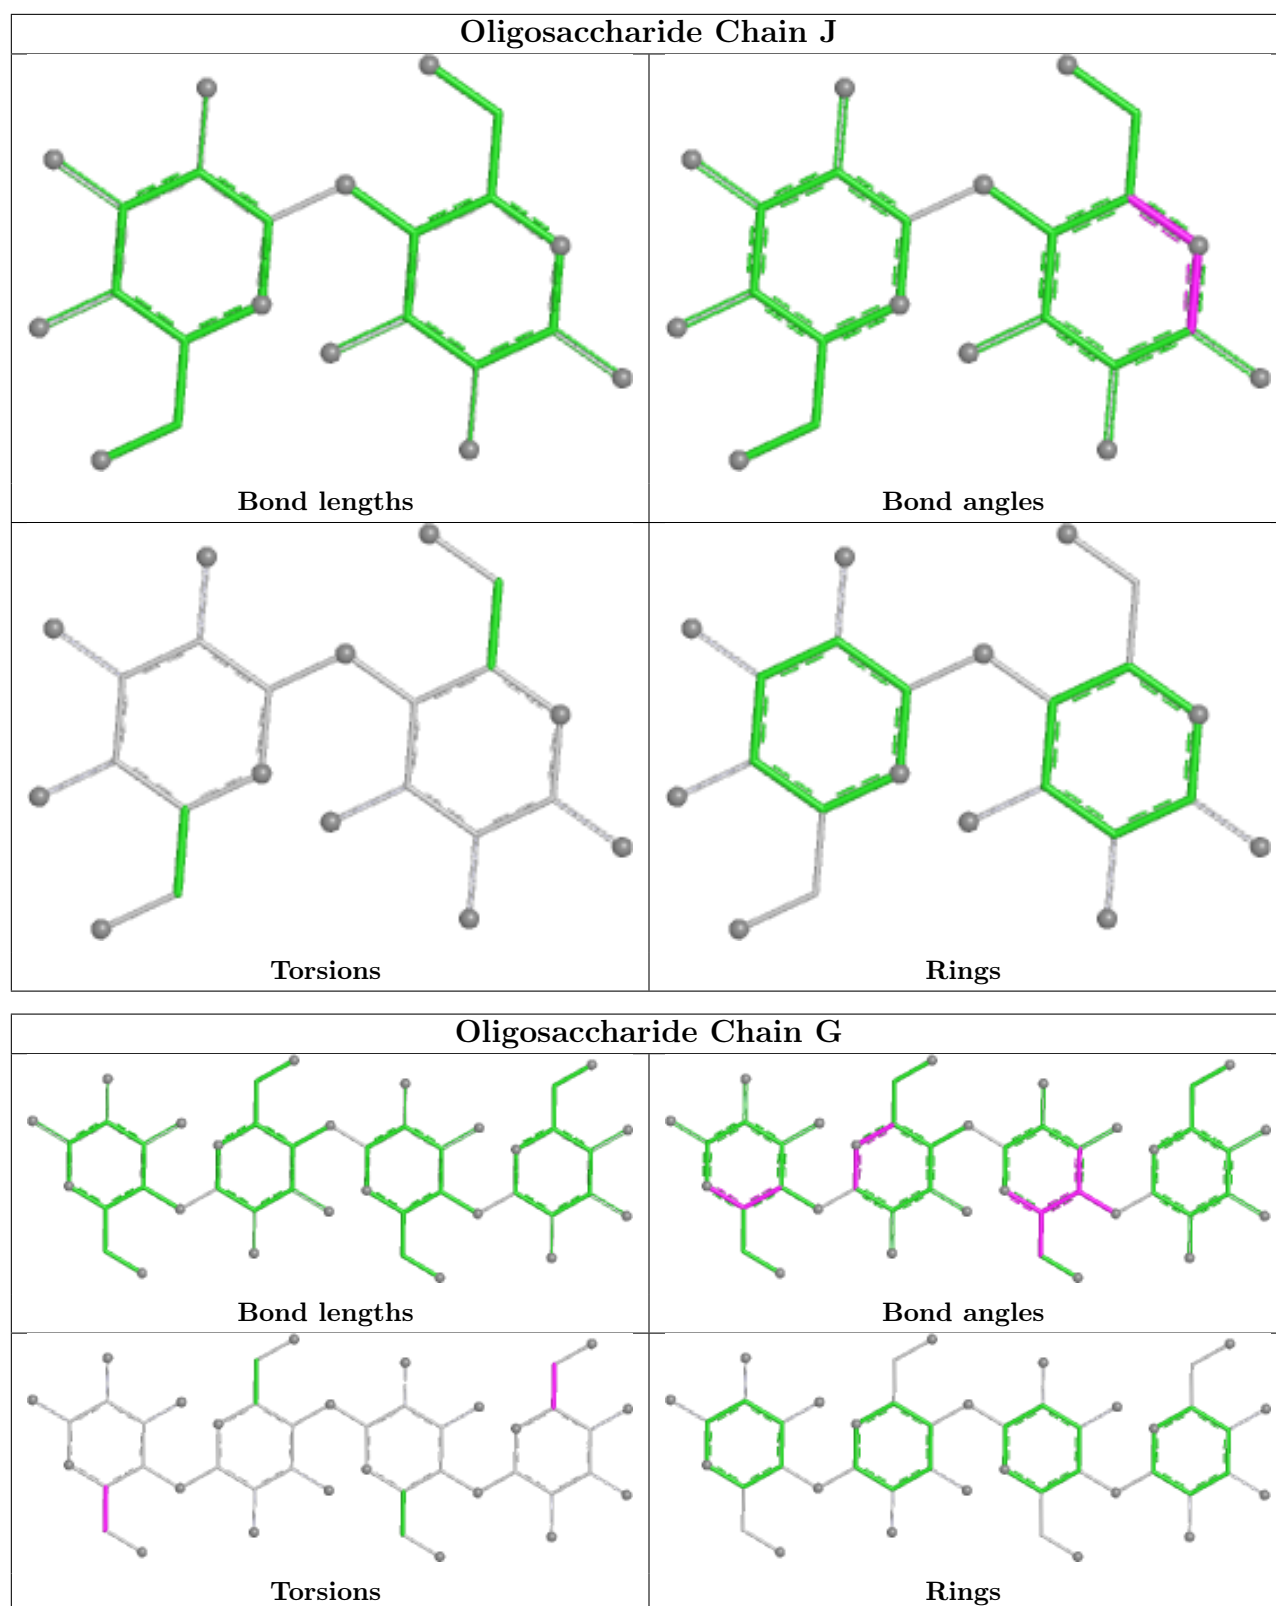 Oligosaccharide Chain J
Bond lengths
Bond angles
Torsions
Rings
Oligosaccharide Chain G
Bond lengths
Bond angles
Torsions
Rings